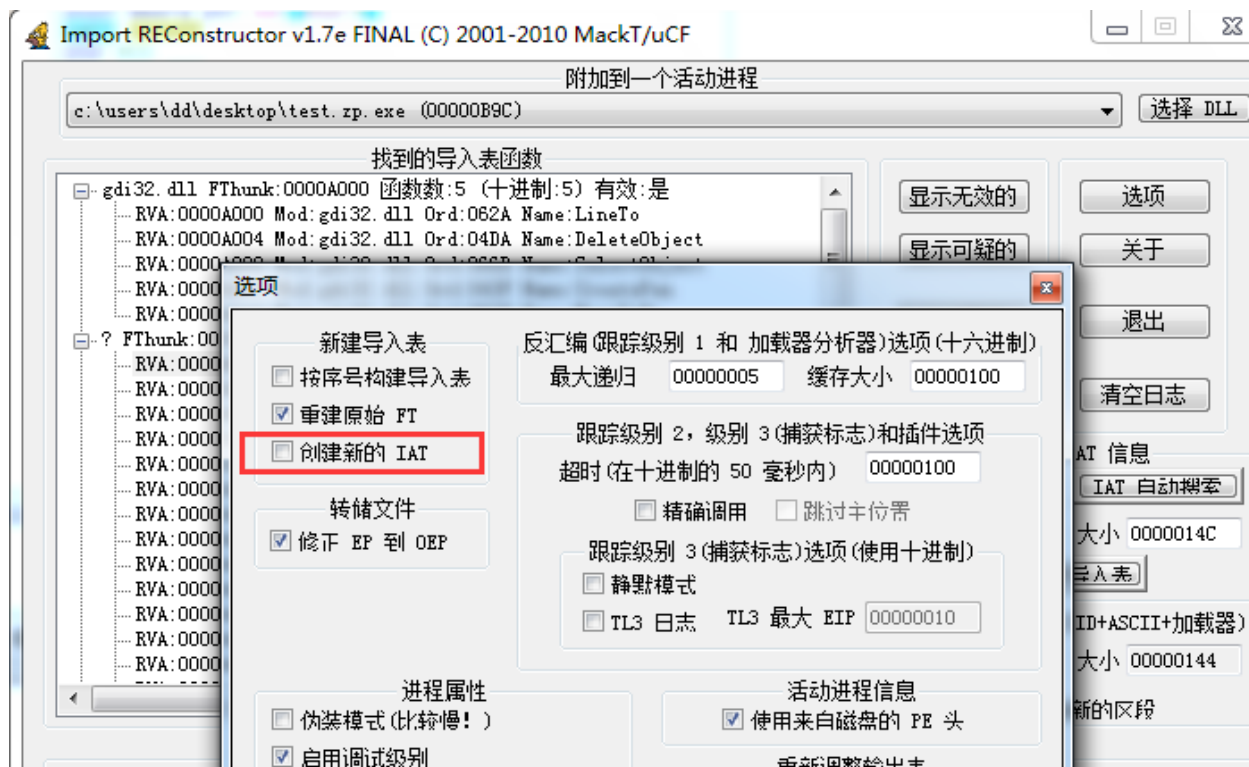 Import REConstructor v1.7e FINAL (C) 2001-2010 MackT/uCF
附加到一个活动进程
c:\users\dd\desktop\test.zp.exe (00000B9C)
选择 DLL
找到的导入表函数
gdi32.dll FThunk:0000A000 函数数:5 (十进制:5) 有效:是
RVA:0000A000 Mod:gdi32.dll Ord:062A Name:LineTo
RVA:0000A004 Mod:gdi32.dll Ord:04DA Name:DeleteObject
RVA:0000
RVA:0000
RVA:0000
? FThunk:00
RVA:0000
RVA:0000
RVA:0000
RVA:0000
RVA:0000
RVA:0000
RVA:0000
RVA:0000
RVA:0000
RVA:0000
RVA:0000
RVA:0000
RVA:0000
显示无效的
显示可疑的
选项
关于
退出
清空日志
AT 信息
IAT 自动搜索
大小 0000014C
导入表
ID+ASCII+加载器)
大小 00000144
新的区段
选项
新建导入表
按序号构建导入表
重建原始 FT
创建新的 IAT
转储文件
修正 EP 到 OEP
反汇编(跟踪级别 1 和 加载器分析器)选项(十六进制)
最大递归 00000005 缓存大小 00000100
跟踪级别 2, 级别 3(捕获标志)和插件选项
超时(在十进制的 50 毫秒内) 00000100
精确调用 跳过主位置
跟踪级别 3(捕获标志)选项(使用十进制)
静默模式
TL3 日志 TL3 最大 EIP 00000010
进程属性
伪装模式(比较慢! )
启用调试级别
活动进程信息
使用来自磁盘的 PE 头
重新调整输出表